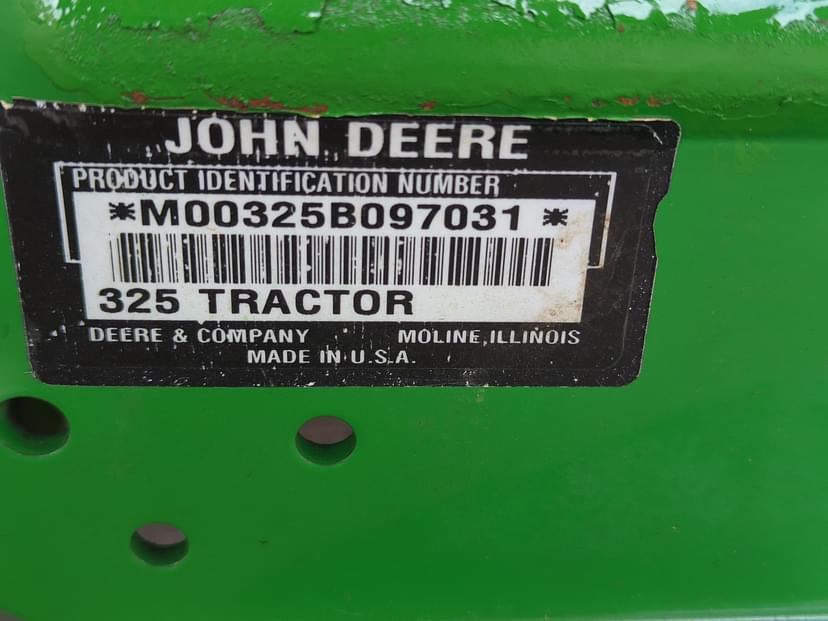 JOHN DEERE
PRODUCT IDENTIFICATION NUMBER
*M00325B097031 *
325 TRACTOR
DEERE & COMPANY MOLINE, ILLINOIS
MADE IN U.S.A.